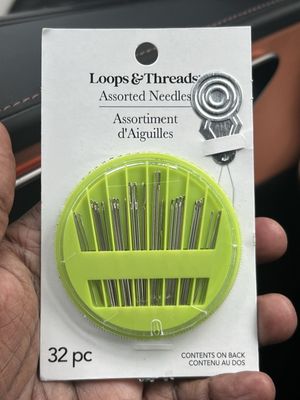 Loops & Threads
Assorted Needles
Assortiment
d'Aiguilles
32 pc
CONTENTS ON BACK
CONTENU AU DOS